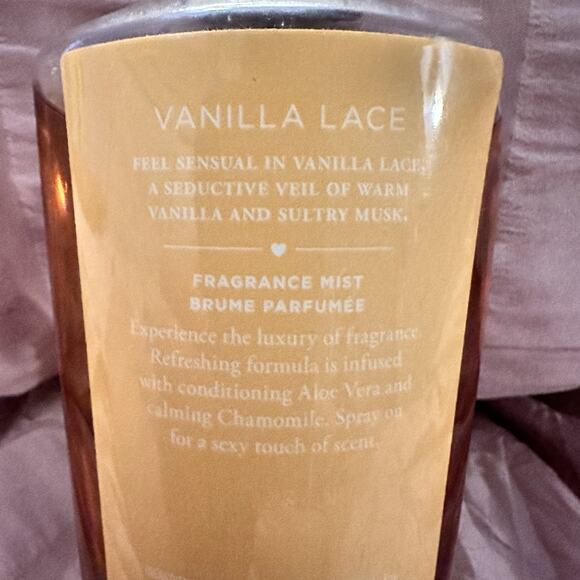 VANILLA LACE
FEEL SENSUAL IN VANILLA LACE,
A SEDUCTIVE VEIL OF WARM
VANILLA AND SULTRY MUSK.
FRAGRANCE MIST
BRUME PARFUMÉE
Experience the luxury of fragrance.
Refreshing formula is infused
with conditioning Aloe Vera and
calming Chamomile. Spray on
for a sexy touch of scent.